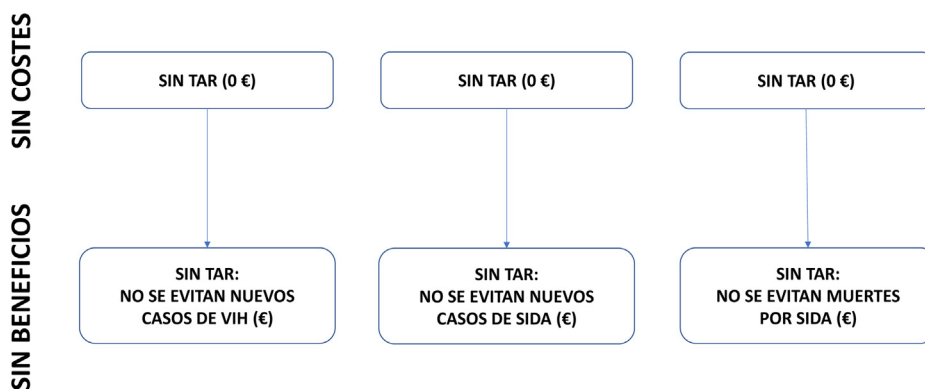 SIN COSTES
SIN TAR (0 €)
SIN TAR (0 €)
SIN TAR (0 €)
SIN BENEFICIOS
SIN TAR:
NO SE EVITAN NUEVOS
CASOS DE VIH (€)
SIN TAR:
NO SE EVITAN NUEVOS
CASOS DE SIDA (€)
SIN TAR:
NO SE EVITAN MUERTES
POR SIDA (€)